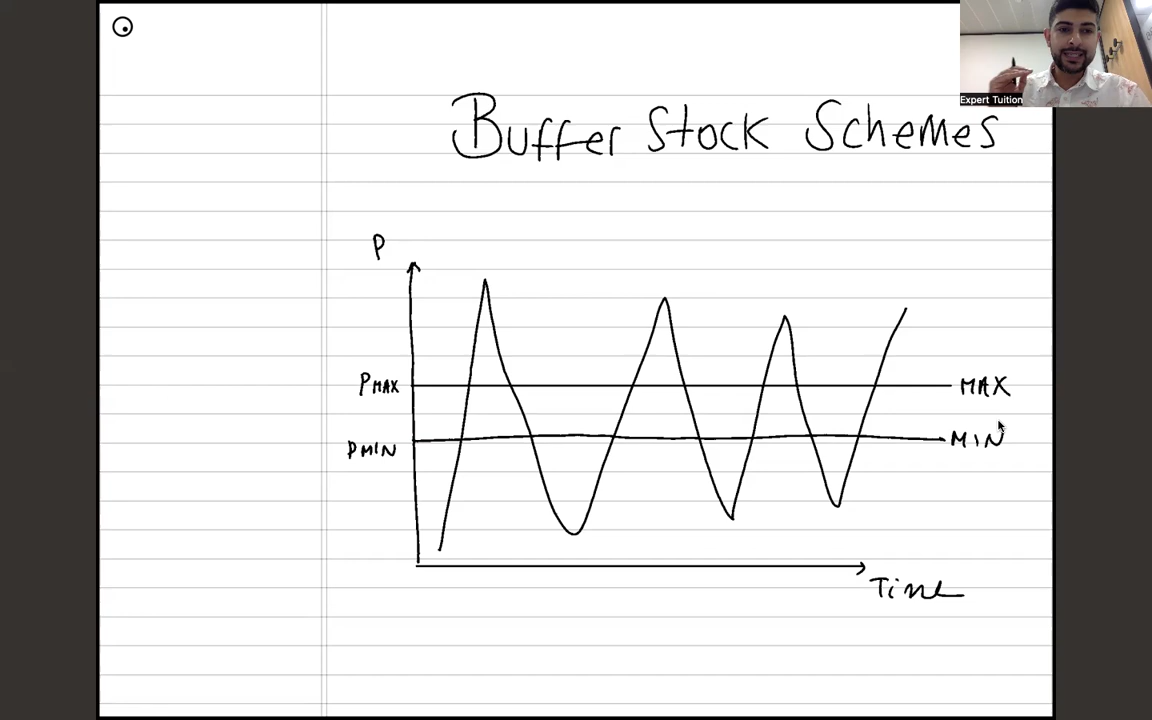 Expert Tuition
Buffer Stock Schemes
P
PMAX
MAX
PMIN
MIN
Time